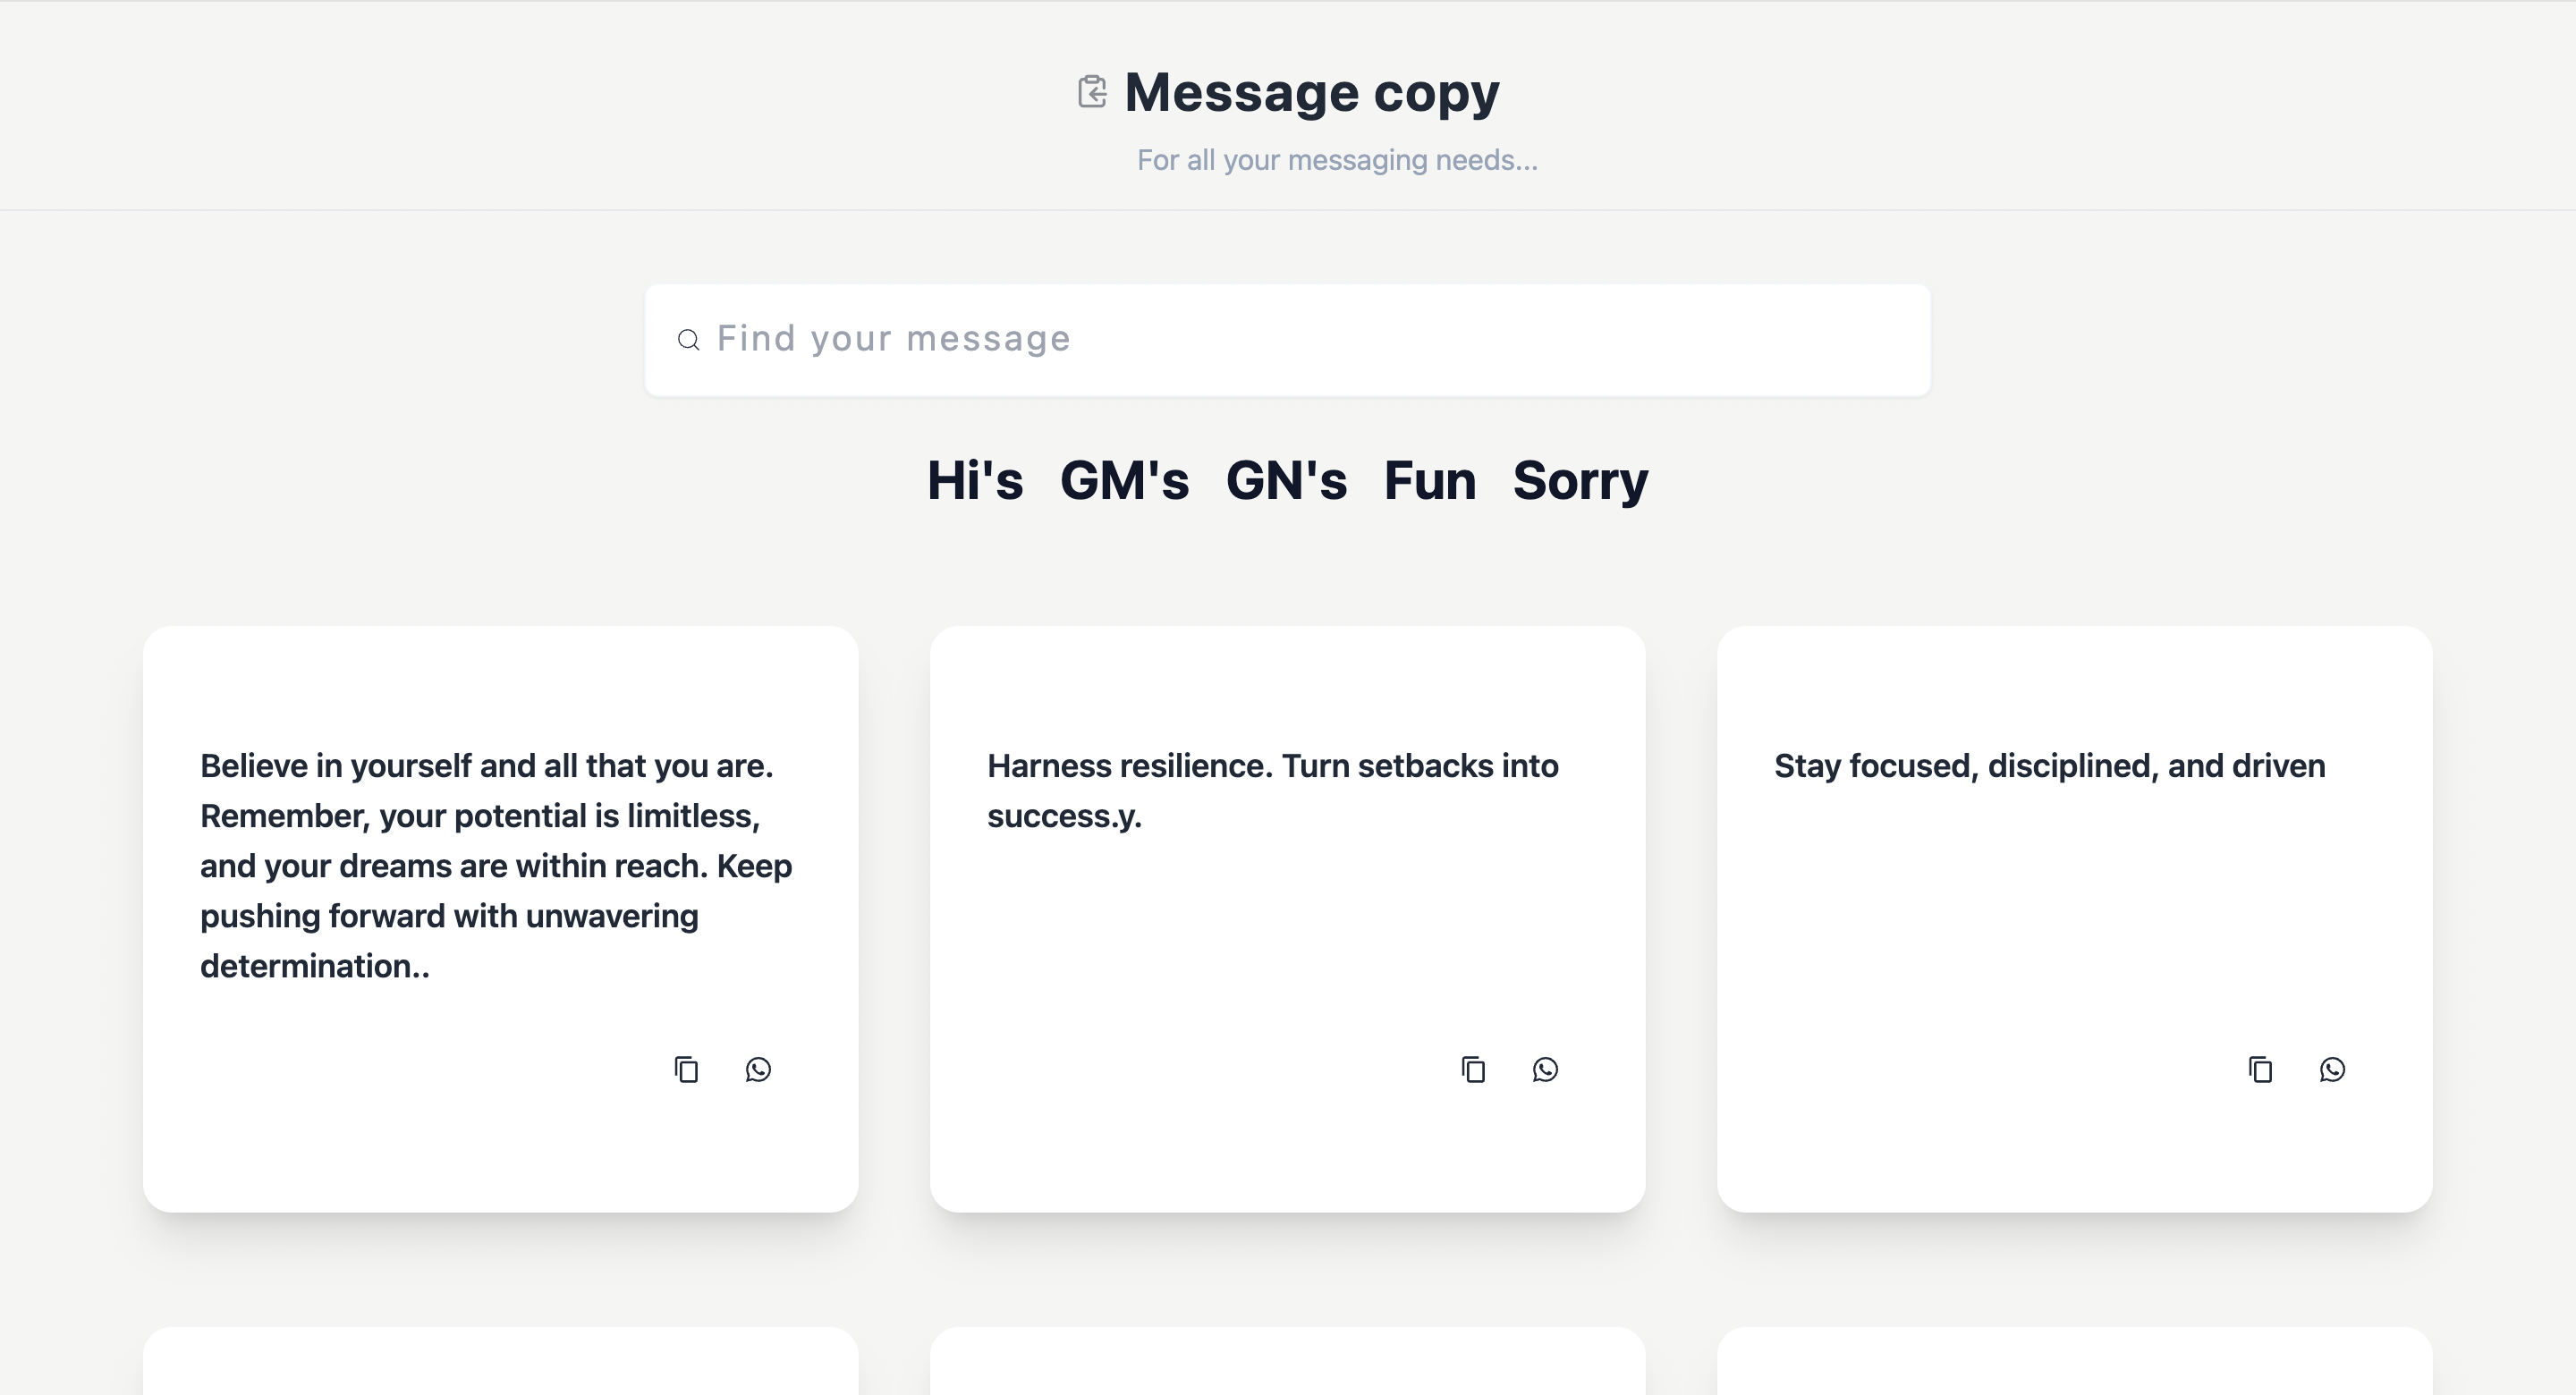 Message copy
For all your messaging needs...
Find your message
Hi's GM's GN's Fun Sorry
Believe in yourself and all that you are.
Remember, your potential is limitless,
and your dreams are within reach. Keep
pushing forward with unwavering
determination..
Harness resilience. Turn setbacks into
success.y.
Stay focused, disciplined, and driven